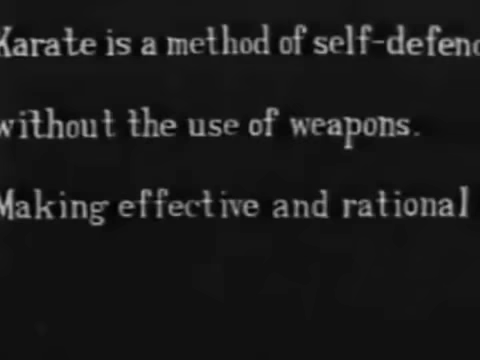 Karate is a method of self-defenc
without the use of weapons.
Making effective and rational